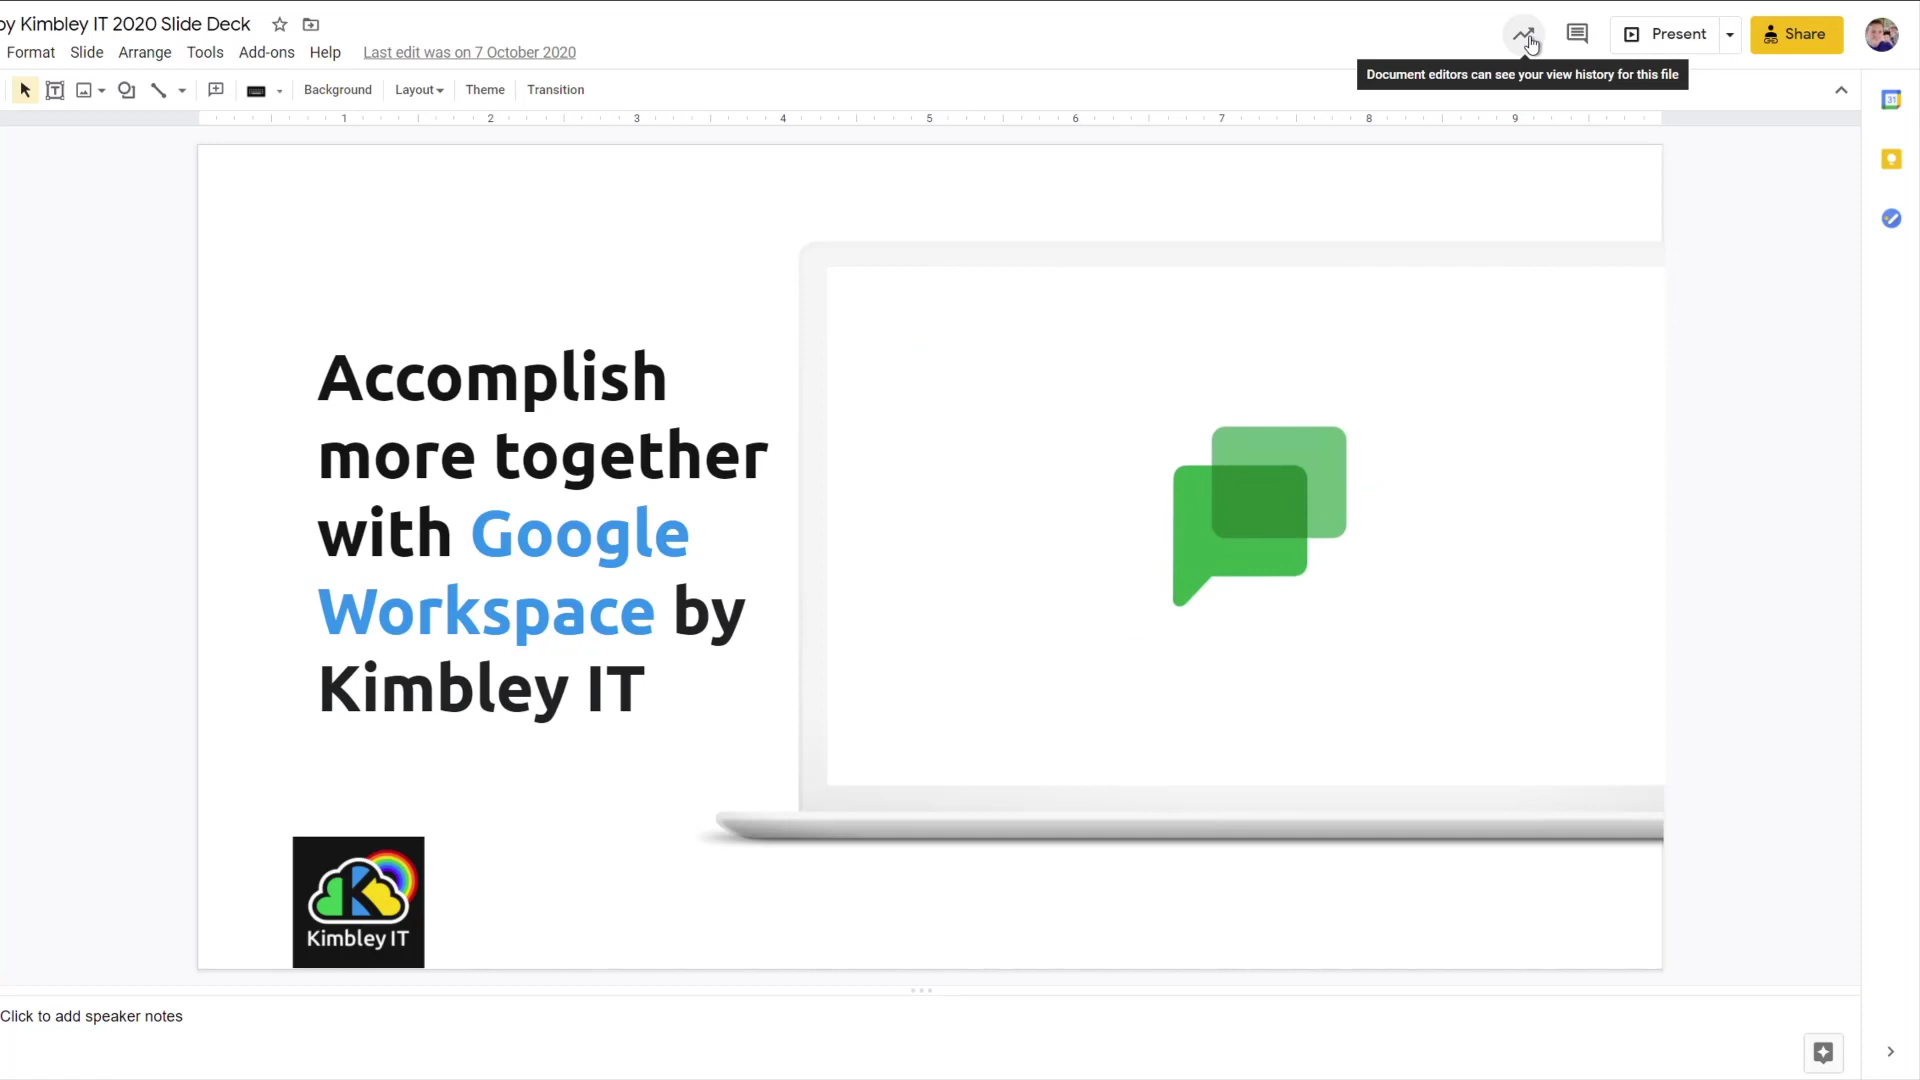 by Kimbley IT 2020 Slide Deck
Format Slide Arrange Tools Add-ons Help Last edit was on 7 October 2020
Present
Share
Document editors can see your view history for this file
Background Layout Theme Transition
1 2 3 4 5 6 7 8 9
31
Accomplish
more together
with Google
Workspace by
Kimbley IT
K
Kimbley IT
Click to add speaker notes